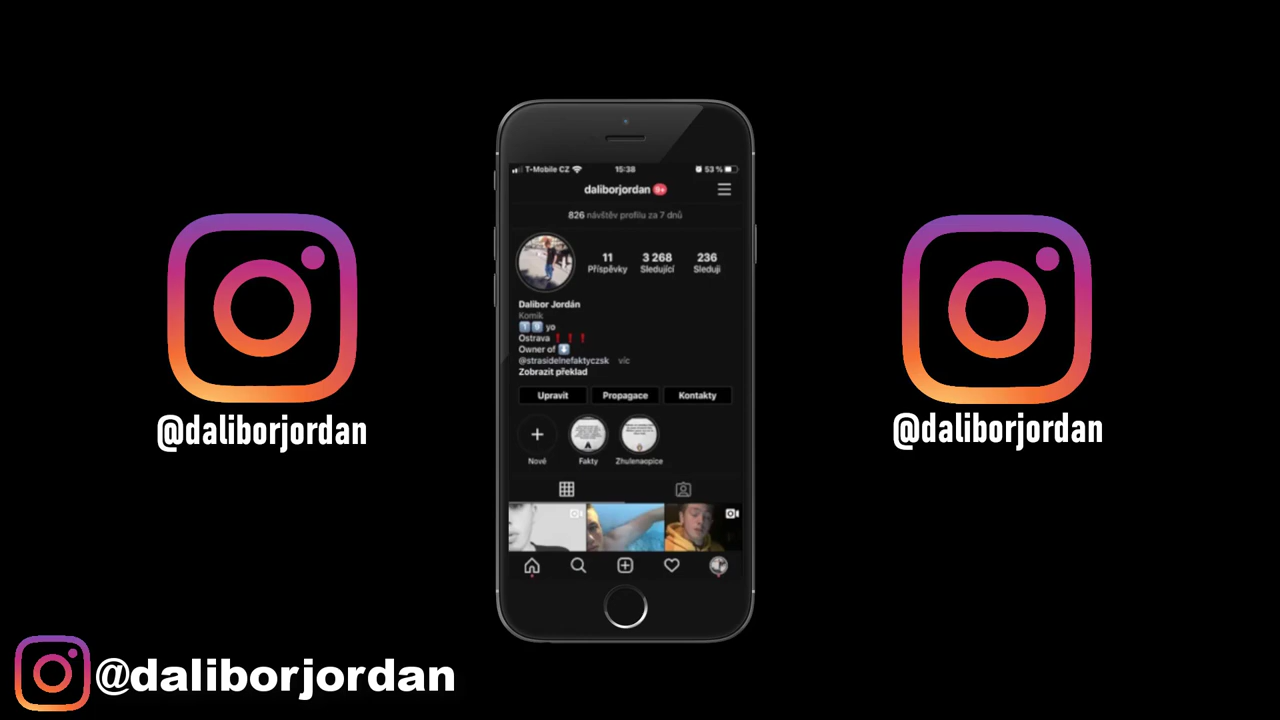 T-Mobile CZ 15:38 53 %
daliborjordan 9+
826 návštěv profilu za 7 dnů
11 3 268 236
Příspěvky Sledující Sleduji
Dalibor Jordán
Komik
19 yo
Ostrava❗❗❗
Owner of ⬇️
@strasidelnefaktyczsk víc
Zobrazit překlad
Upravit Propagace Kontakty
Nové Fakty Zhulenaopice
@daliborjordan
@daliborjordan
@daliborjordan